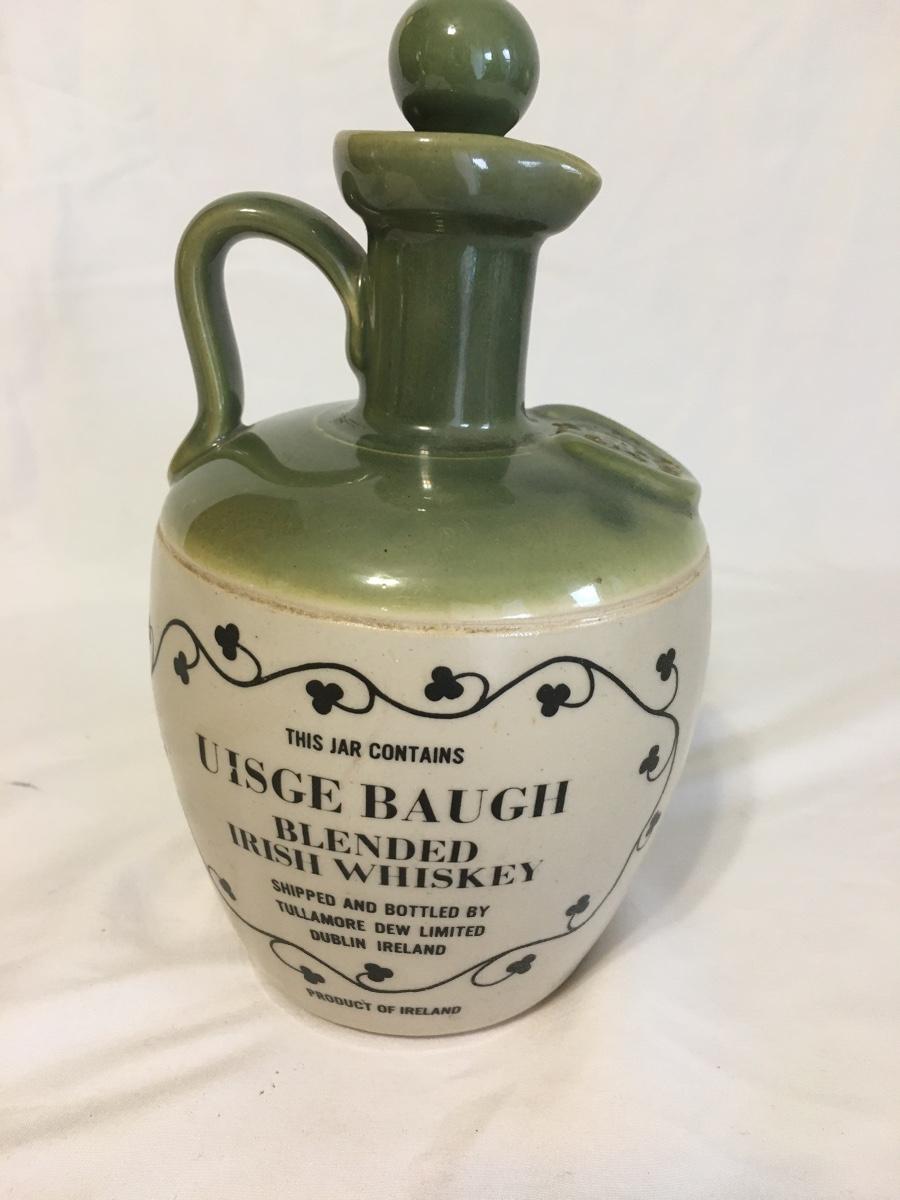 THIS JAR CONTAINS
UISGE BAUGH
BLENDED
IRISH WHISKEY
SHIPPED AND BOTTLED BY
TULLAMORE DEW LIMITED
DUBLIN IRELAND
PRODUCT OF IRELAND